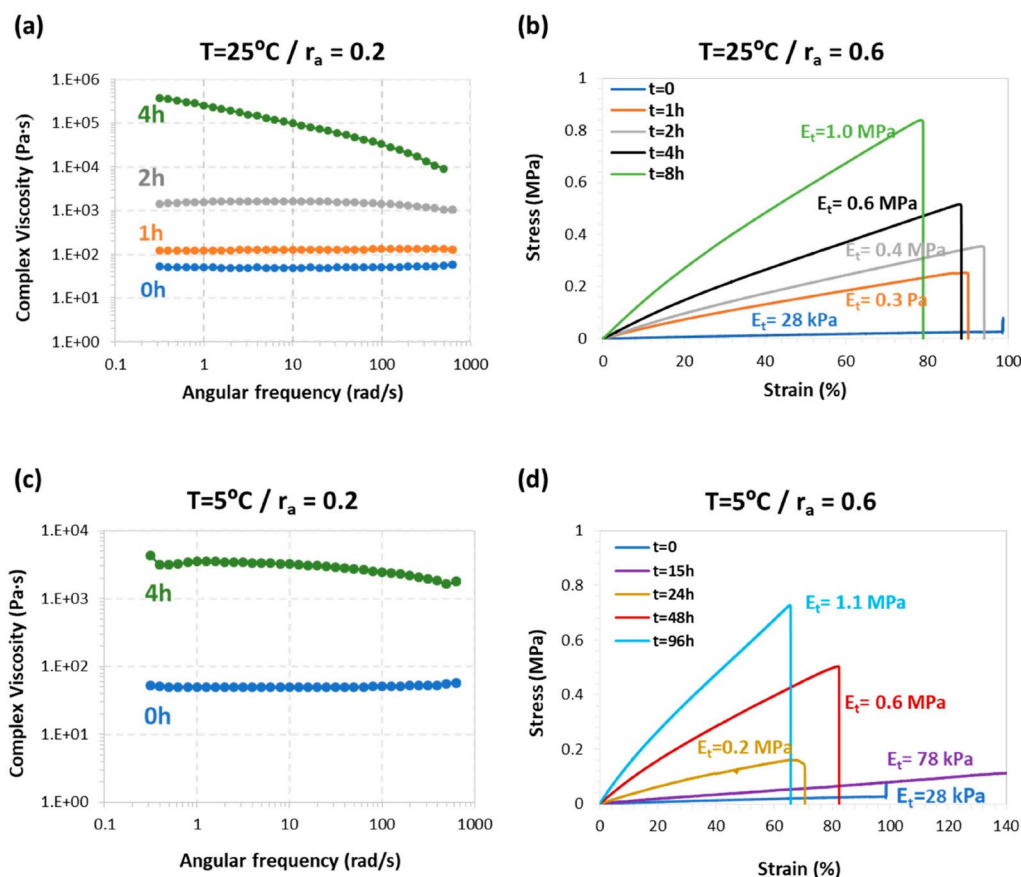 (a)
T=25°C / ra = 0.2
Complex Viscosity (Pa·s)
1.E+06
1.E+05
1.E+04
1.E+03
1.E+02
1.E+01
1.E+00
4h
2h
1h
0h
0.1 1 10 100 1000
Angular frequency (rad/s)
(b)
T=25°C / ra = 0.6
Stress (MPa)
1
0.8
0.6
0.4
0.2
0
t=0
t=1h
t=2h
t=4h
t=8h
Et=1.0 MPa
Et= 0.6 MPa
Et= 0.4 MPa
Et= 0.3 Pa
Et= 28 kPa
0 20 40 60 80 100
Strain (%)
(c)
T=5°C / ra = 0.2
Complex Viscosity (Pa·s)
1.E+04
1.E+03
1.E+02
1.E+01
1.E+00
4h
0h
0.1 1 10 100 1000
Angular frequency (rad/s)
(d)
T=5°C / ra = 0.6
Stress (MPa)
1
0.8
0.6
0.4
0.2
0
t=0
t=15h
t=24h
t=48h
t=96h
Et= 1.1 MPa
Et= 0.6 MPa
Et=0.2 MPa
Et= 78 kPa
Et=28 kPa
0 20 40 60 80 100 120 140
Strain (%)